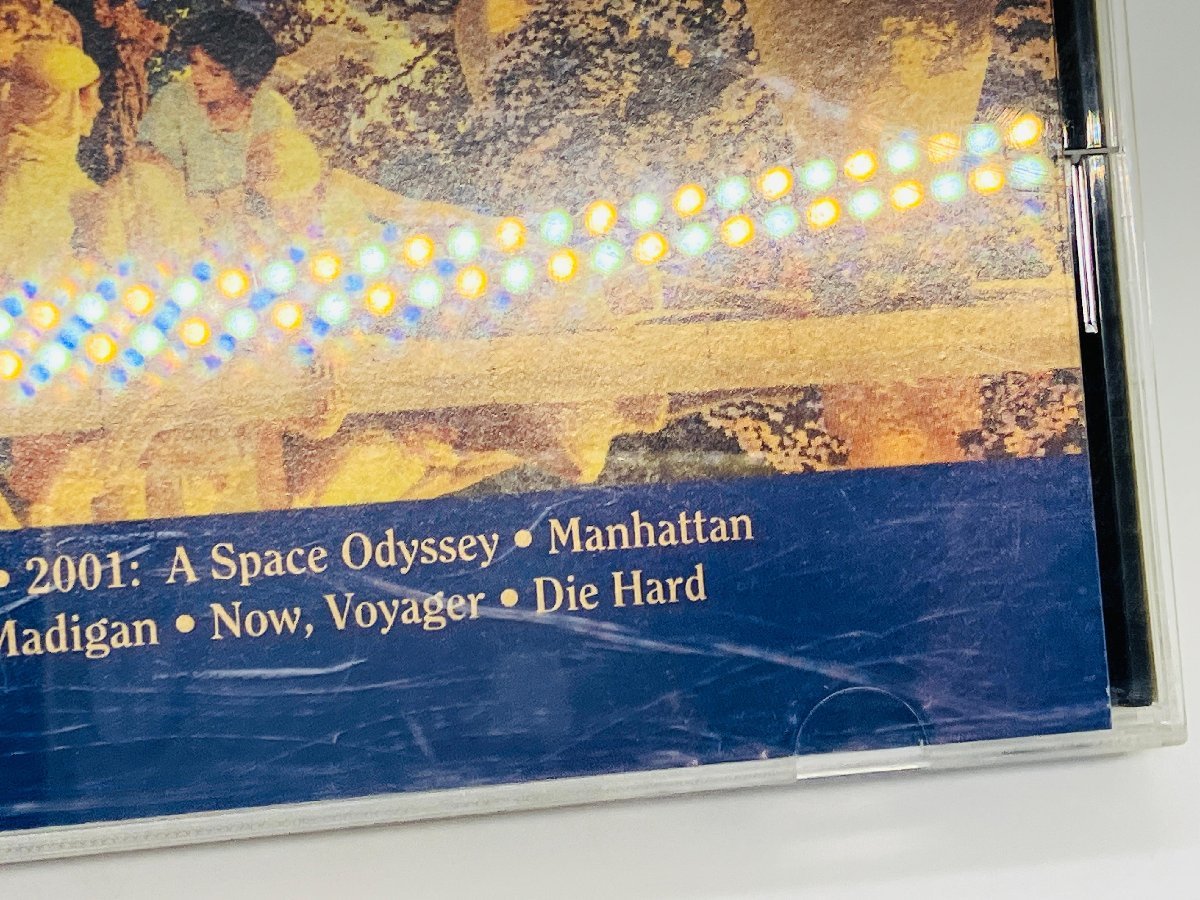 • 2001: A Space Odyssey • Manhattan
Madigan • Now, Voyager • Die Hard